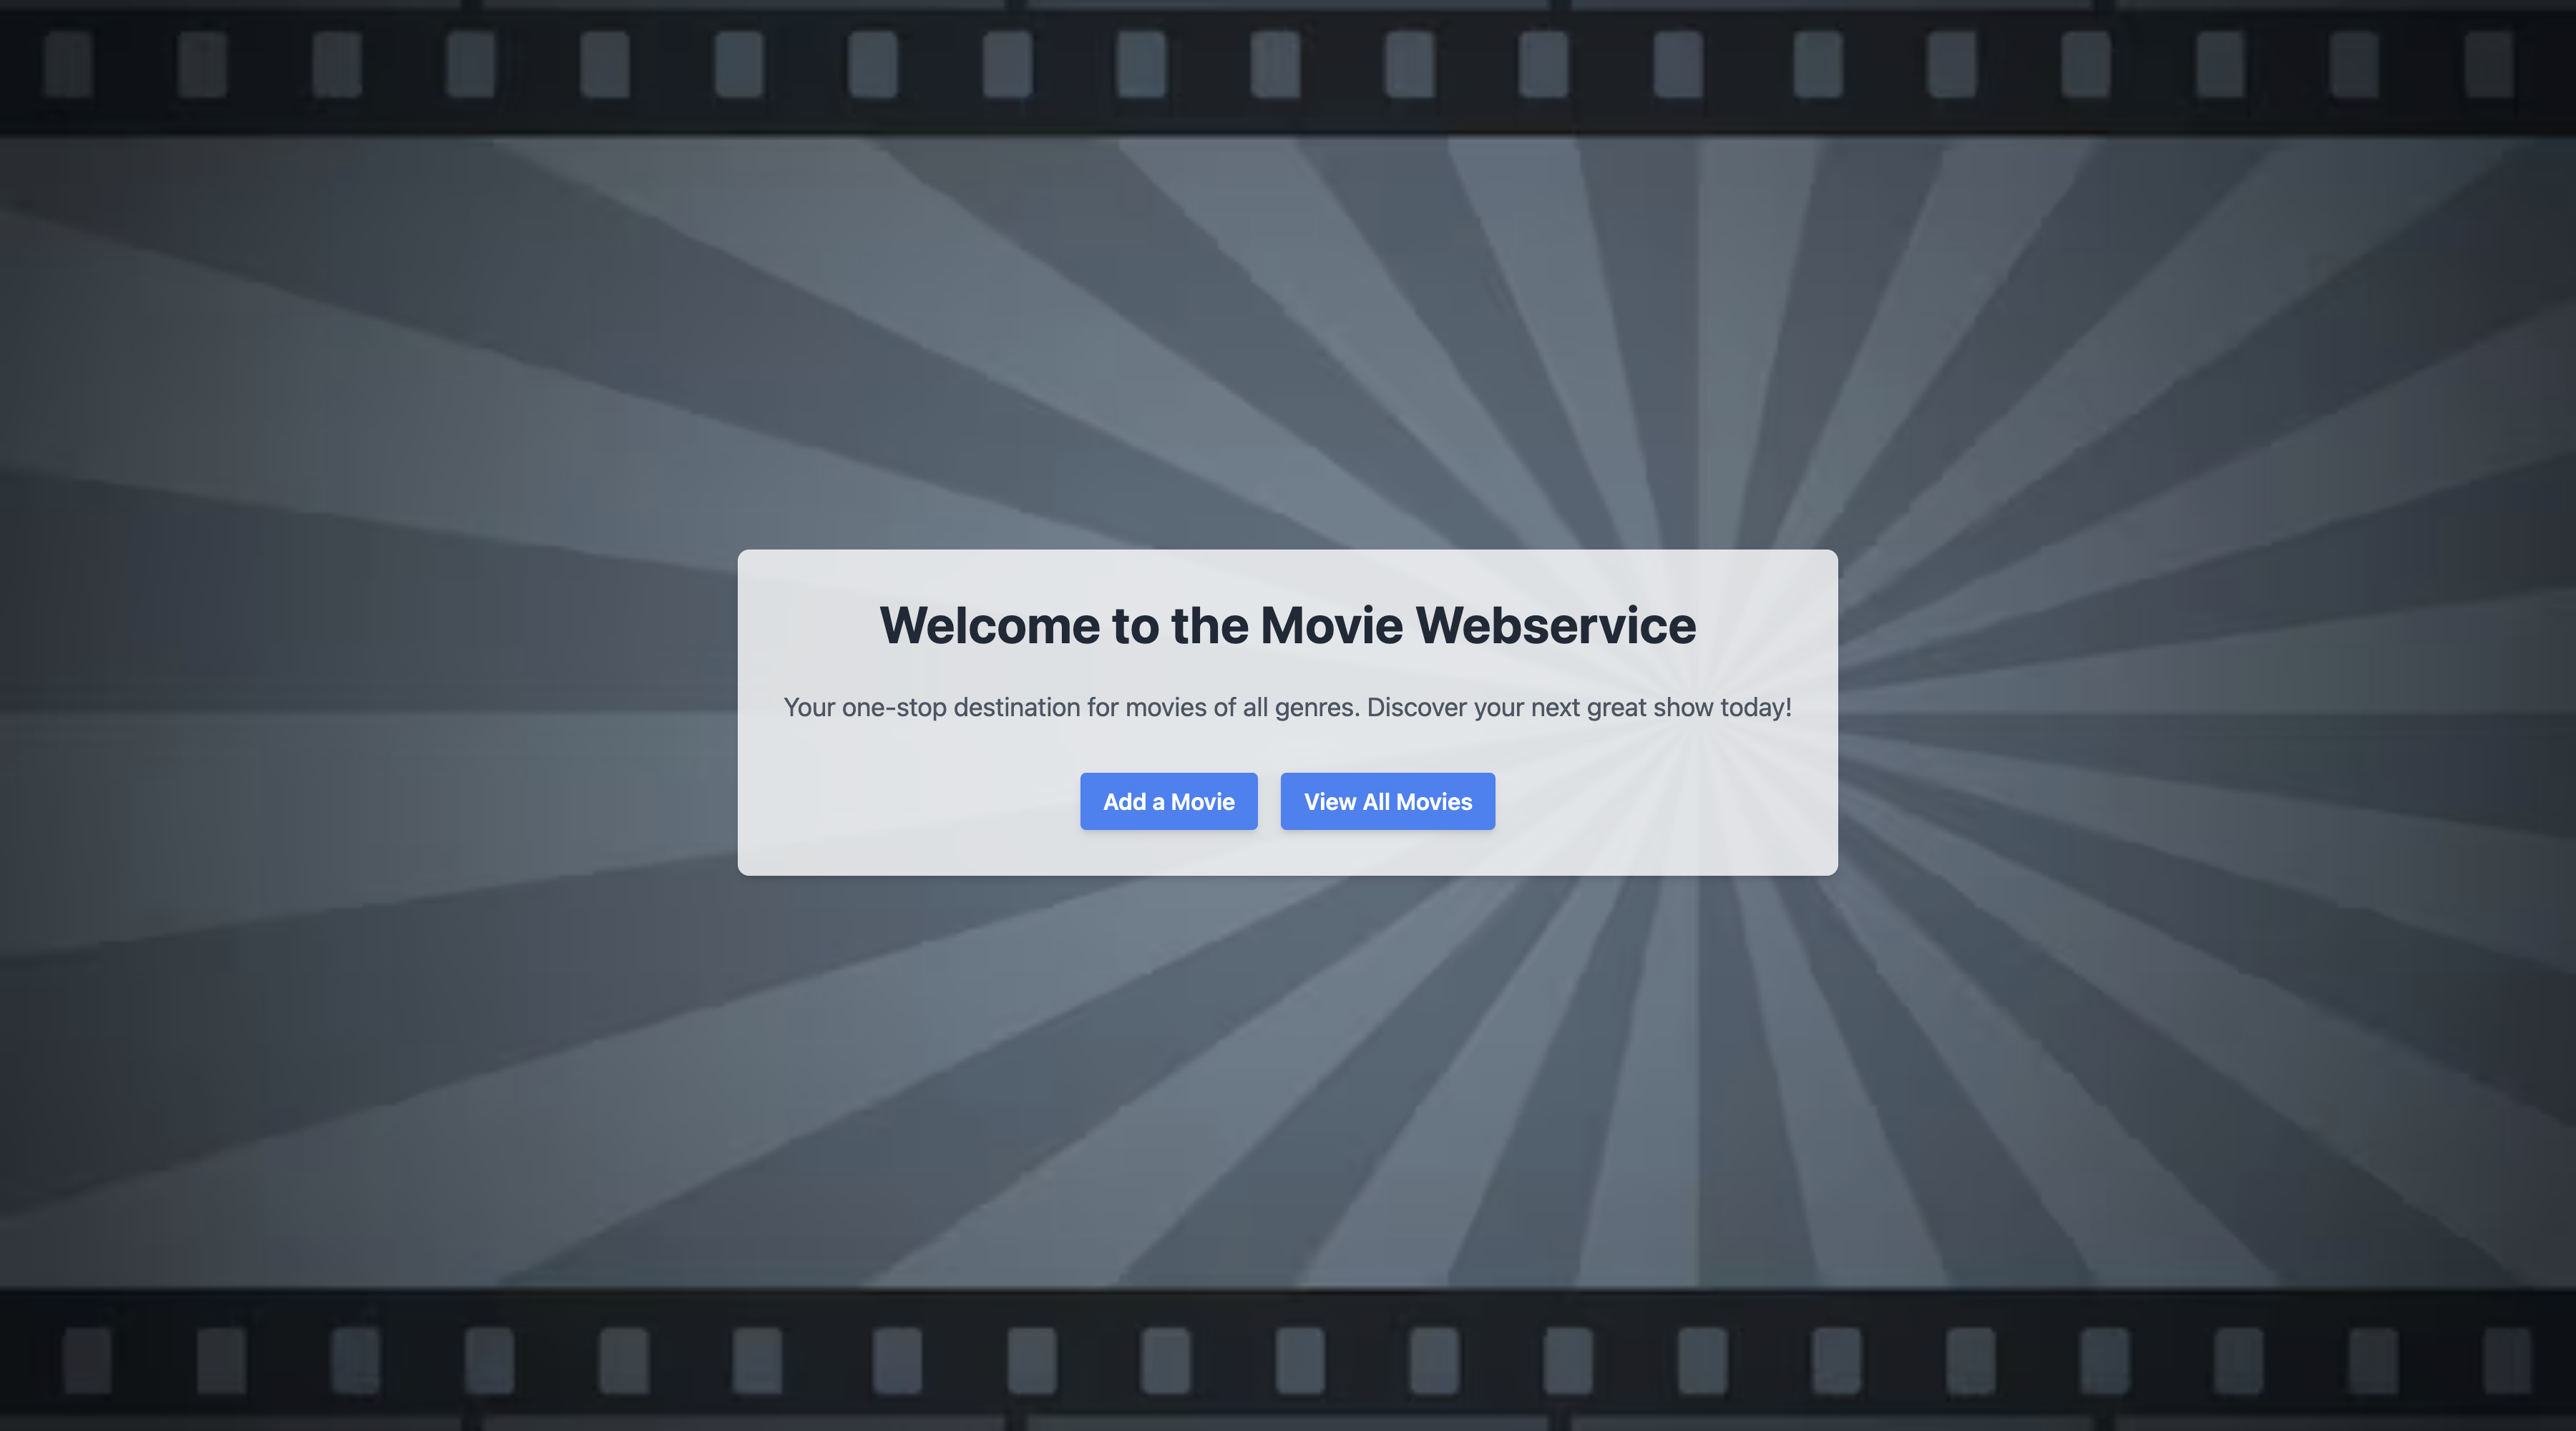 Welcome to the Movie Webservice
Your one-stop destination for movies of all genres. Discover your next great show today!
Add a Movie
View All Movies